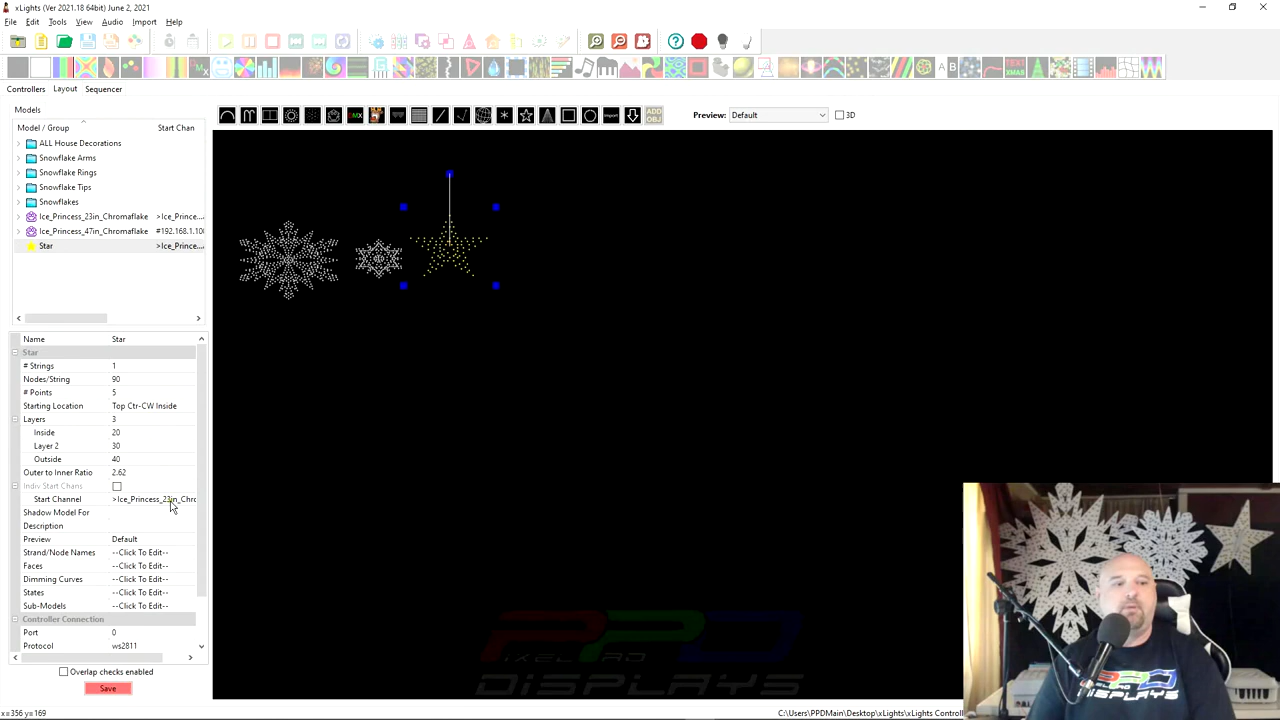 xLights (Ver 2021.18 64bit) June 2, 2021
File Edit Tools View Audio Import Help
Controllers Layout Sequencer
Models
Preview: Default 3D
Model / Group Start Chan
ALL House Decorations
Snowflake Arms
Snowflake Rings
Snowflake Tips
Snowflakes
Ice_Princess_23in_Chromaflake >Ice_Prince...
Ice_Princess_47in_Chromaflake #192.168.1.100
Star >Ice_Prince...
Name Star
Star
# Strings 1
Nodes/String 90
# Points 5
Starting Location Top Ctr-CW Inside
Layers 3
Inside 20
Layer 2 30
Outside 40
Outer to Inner Ratio 2.62
Indiv Start Chans
Start Channel >Ice_Princess_23in_Chro
Shadow Model For
Description
Preview Default
Strand/Node Names --Click To Edit--
Faces --Click To Edit--
Dimming Curves --Click To Edit--
States --Click To Edit--
Sub-Models --Click To Edit--
Controller Connection
Port 0
Protocol ws2811
Overlap checks enabled
Save
PPD
DISPLAYS
PPD
DISPLAYS
x=356 y=169
C:\Users\PPDMain\Desktop\xLights\xLights Controll